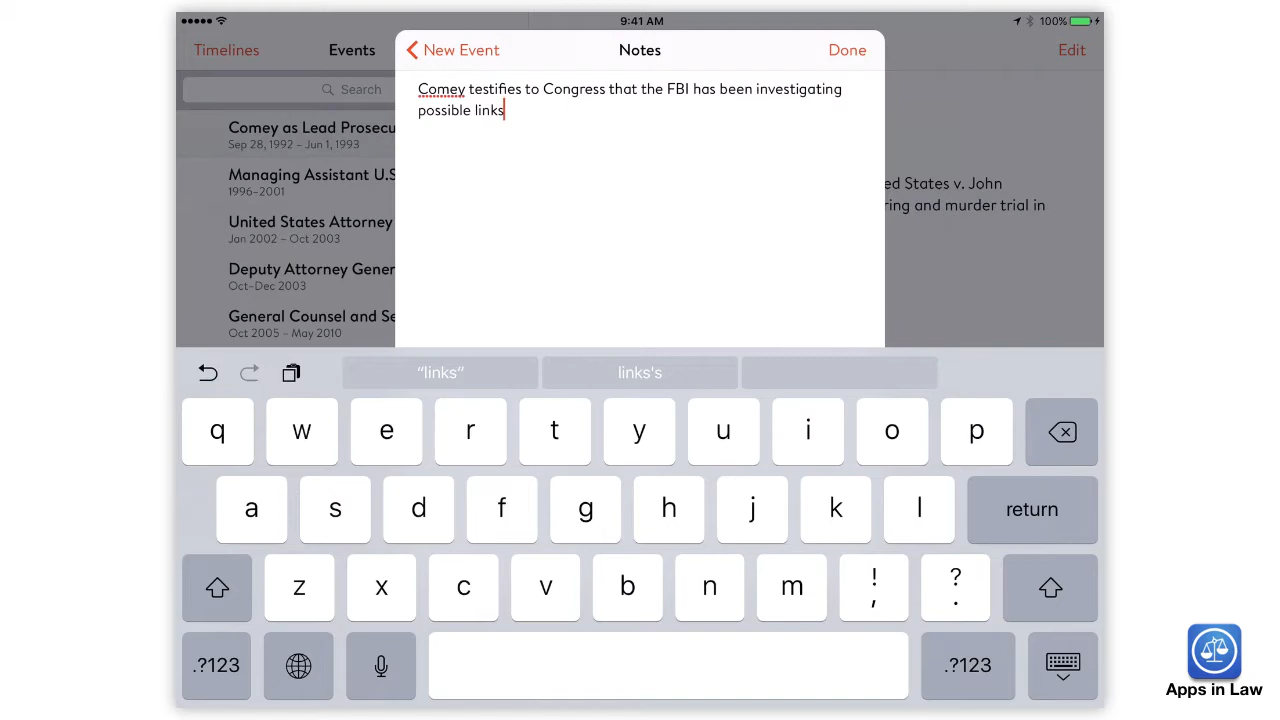 9:41 AM
100%
Timelines
Events
New Event
Notes
Done
Edit
Search
Comey testifies to Congress that the FBI has been investigating
possible links
Comey as Lead Prosecu
Sep 28, 1992 – Jun 1, 1993
Managing Assistant U.S
1996–2001
United States Attorney
Jan 2002 – Oct 2003
Deputy Attorney Gener
Oct–Dec 2003
General Counsel and Se
Oct 2005 – May 2010
ed States v. John
ring and murder trial in
“links”
links's
q w e r t y u i o p
a s d f g h j k l return
z x c v b n m ! , ? .
.?123 .?123
Apps in Law